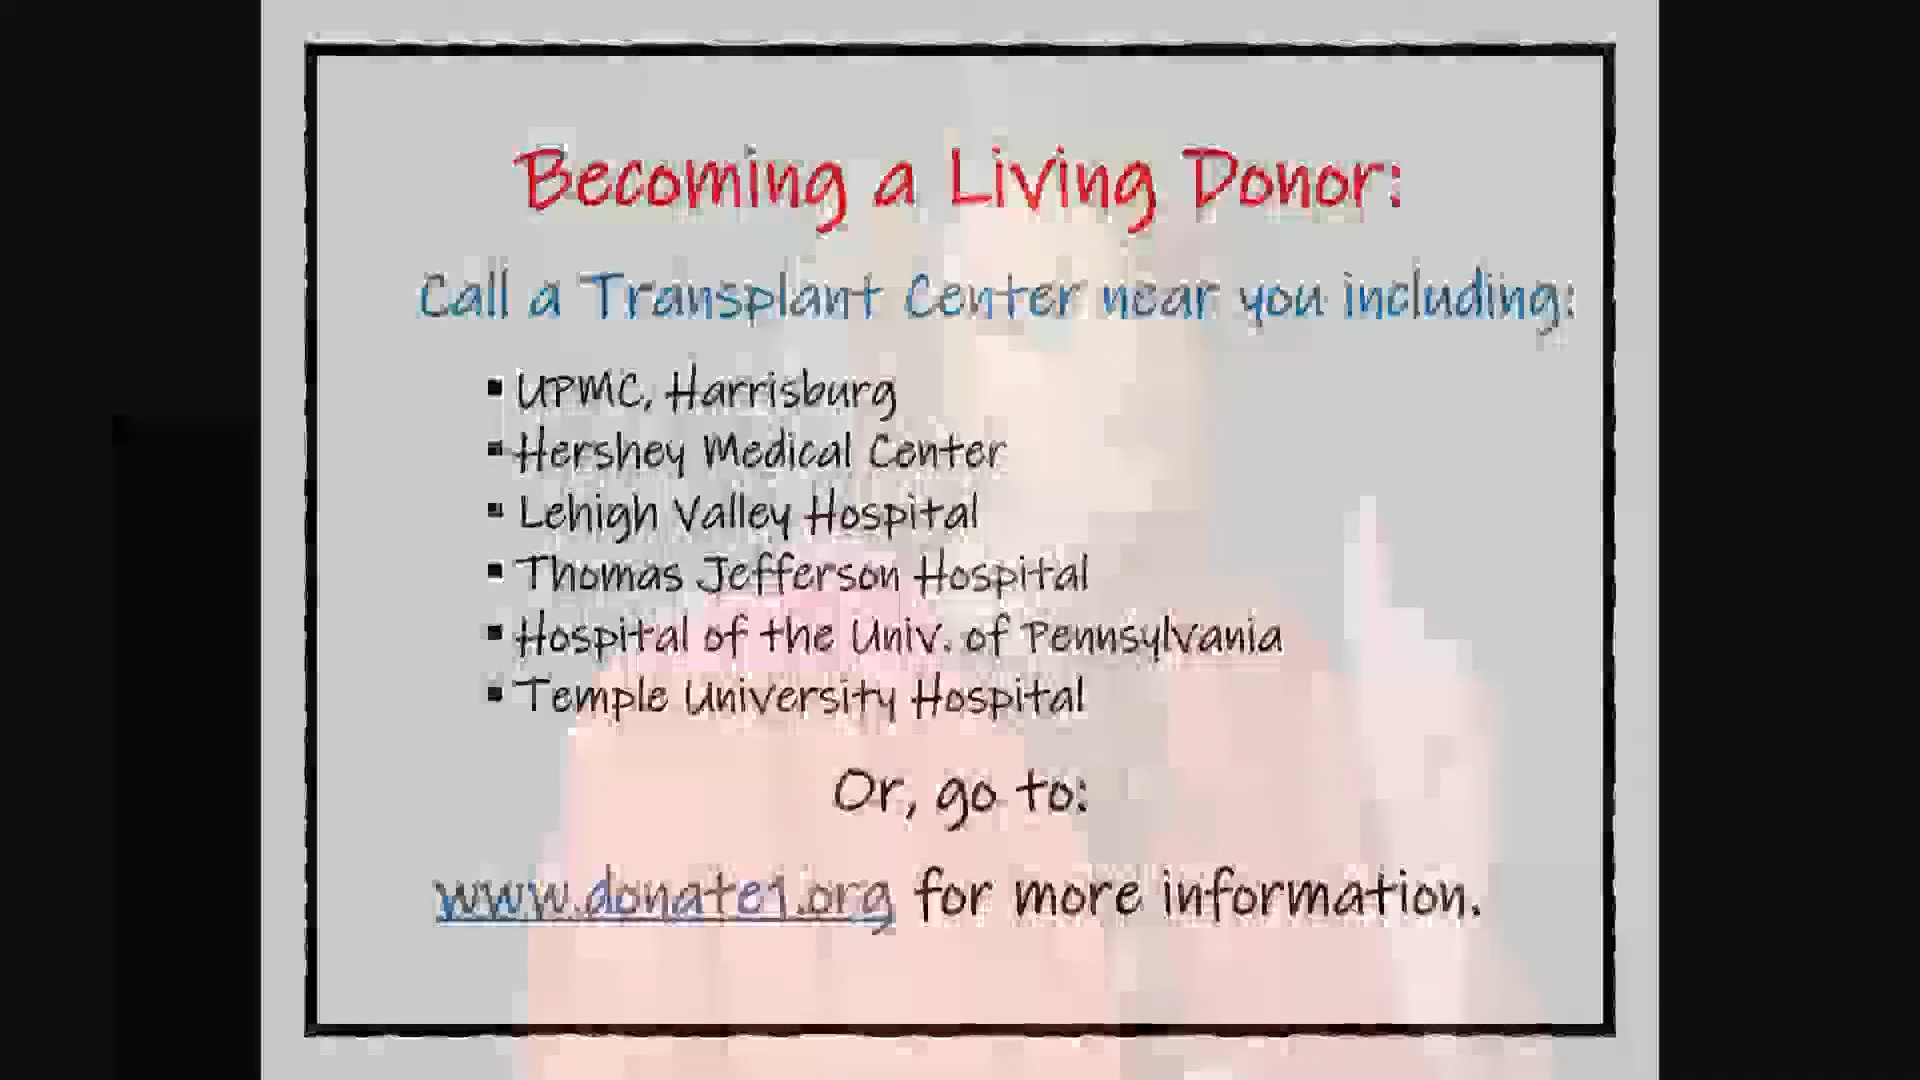 Becoming a Living Donor:
Call a Transplant Center near you including:
▪ UPMC, Harrisburg
▪ Hershey Medical Center
▪ Lehigh Valley Hospital
▪ Thomas Jefferson Hospital
▪ Hospital of the Univ. of Pennsylvania
▪ Temple University Hospital
Or, go to:
www.donate1.org for more information.